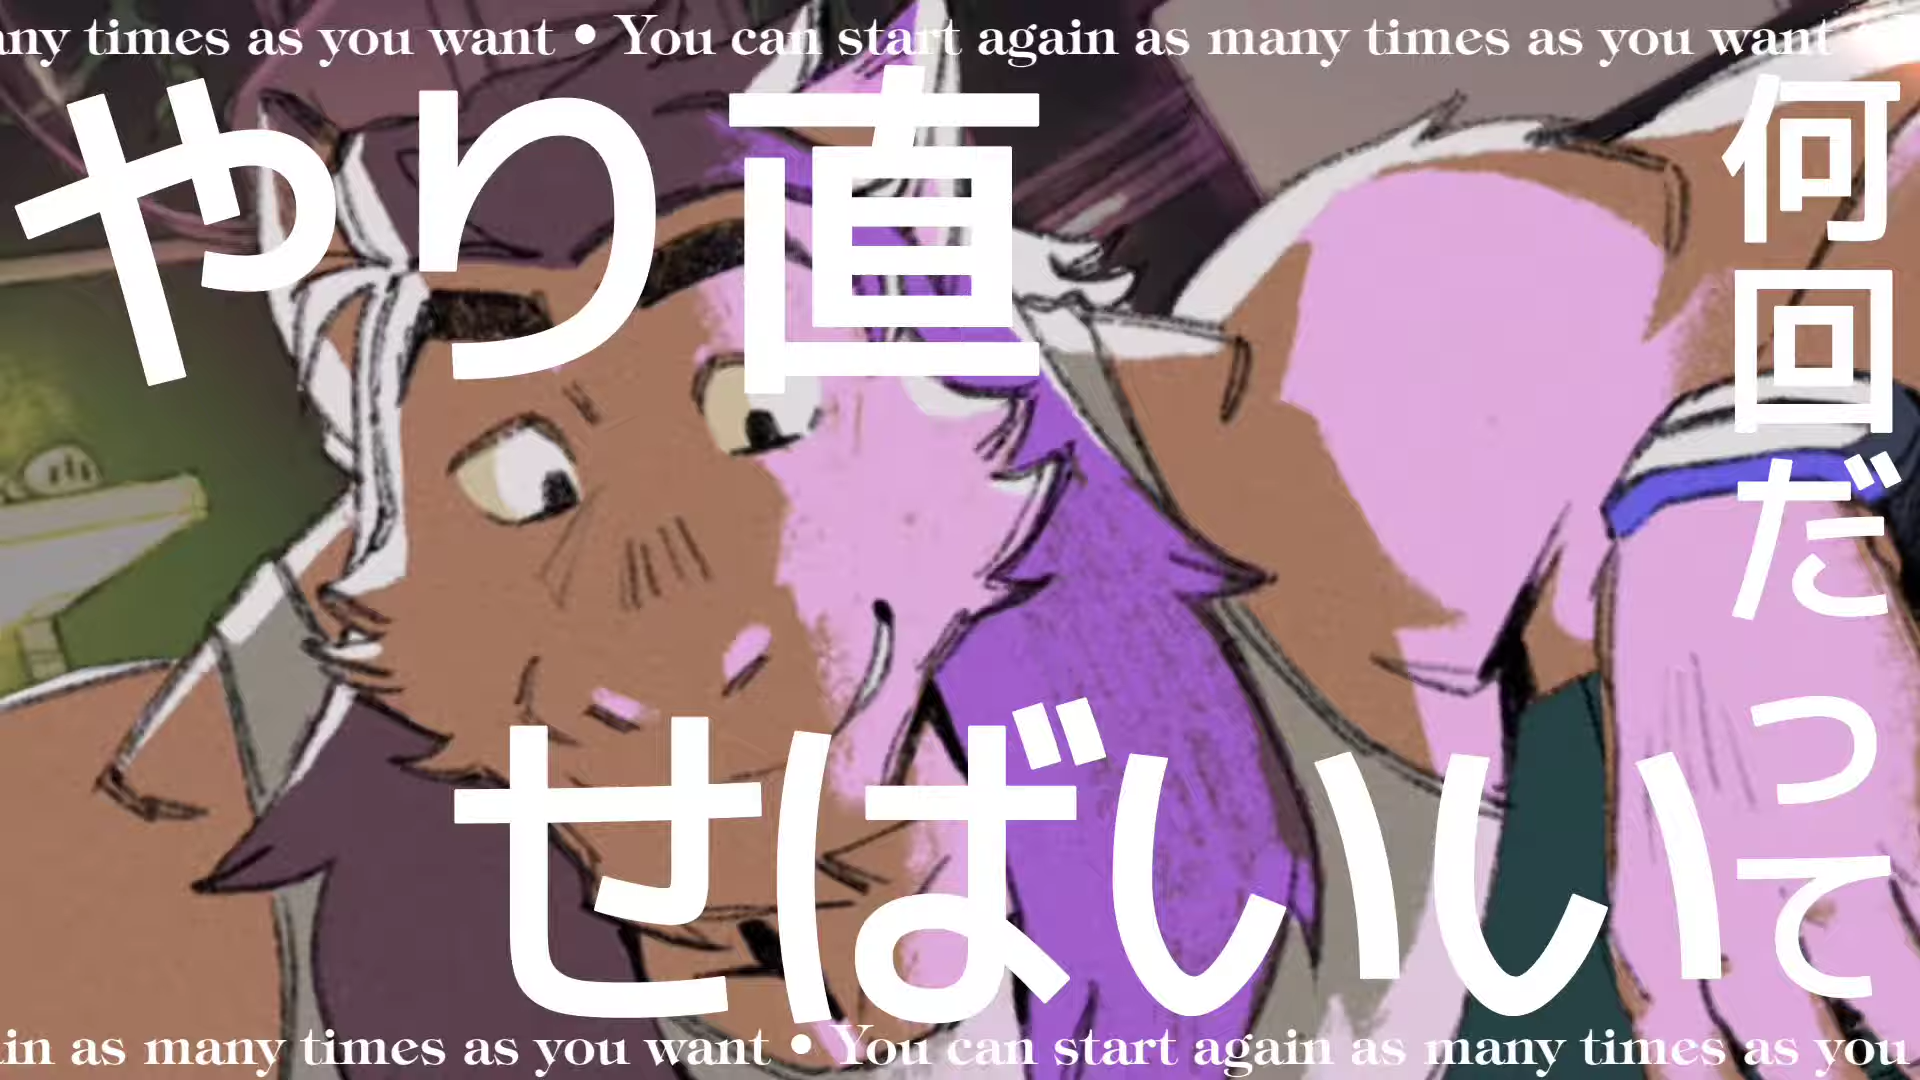 any times as you want • You can start again as many times as you want
何回だって
やり直
せばいい
in as many times as you want • You can start again as many times as you